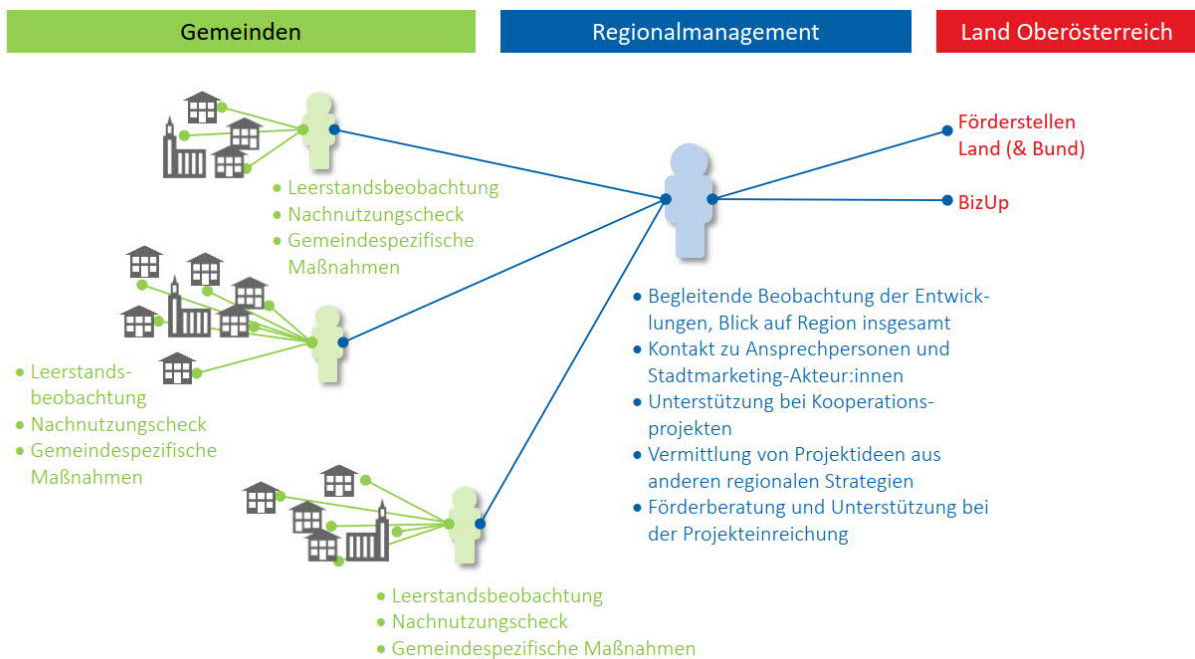 Gemeinden
Regionalmanagement
Land Oberösterreich
• Leerstandsbeobachtung
• Nachnutzungscheck
• Gemeindespezifische
Maßnahmen
• Leerstands-
beobachtung
• Nachnutzungscheck
• Gemeindespezifische
Maßnahmen
• Leerstandsbeobachtung
• Nachnutzungscheck
• Gemeindespezifische Maßnahmen
• Begleitende Beobachtung der Entwick-
lungen, Blick auf Region insgesamt
• Kontakt zu Ansprechpersonen und
Stadtmarketing-Akteur:innen
• Unterstützung bei Kooperations-
projekten
• Vermittlung von Projektideen aus
anderen regionalen Strategien
• Förderberatung und Unterstützung bei
der Projekteinreichung
Förderstellen
Land (& Bund)
BizUp